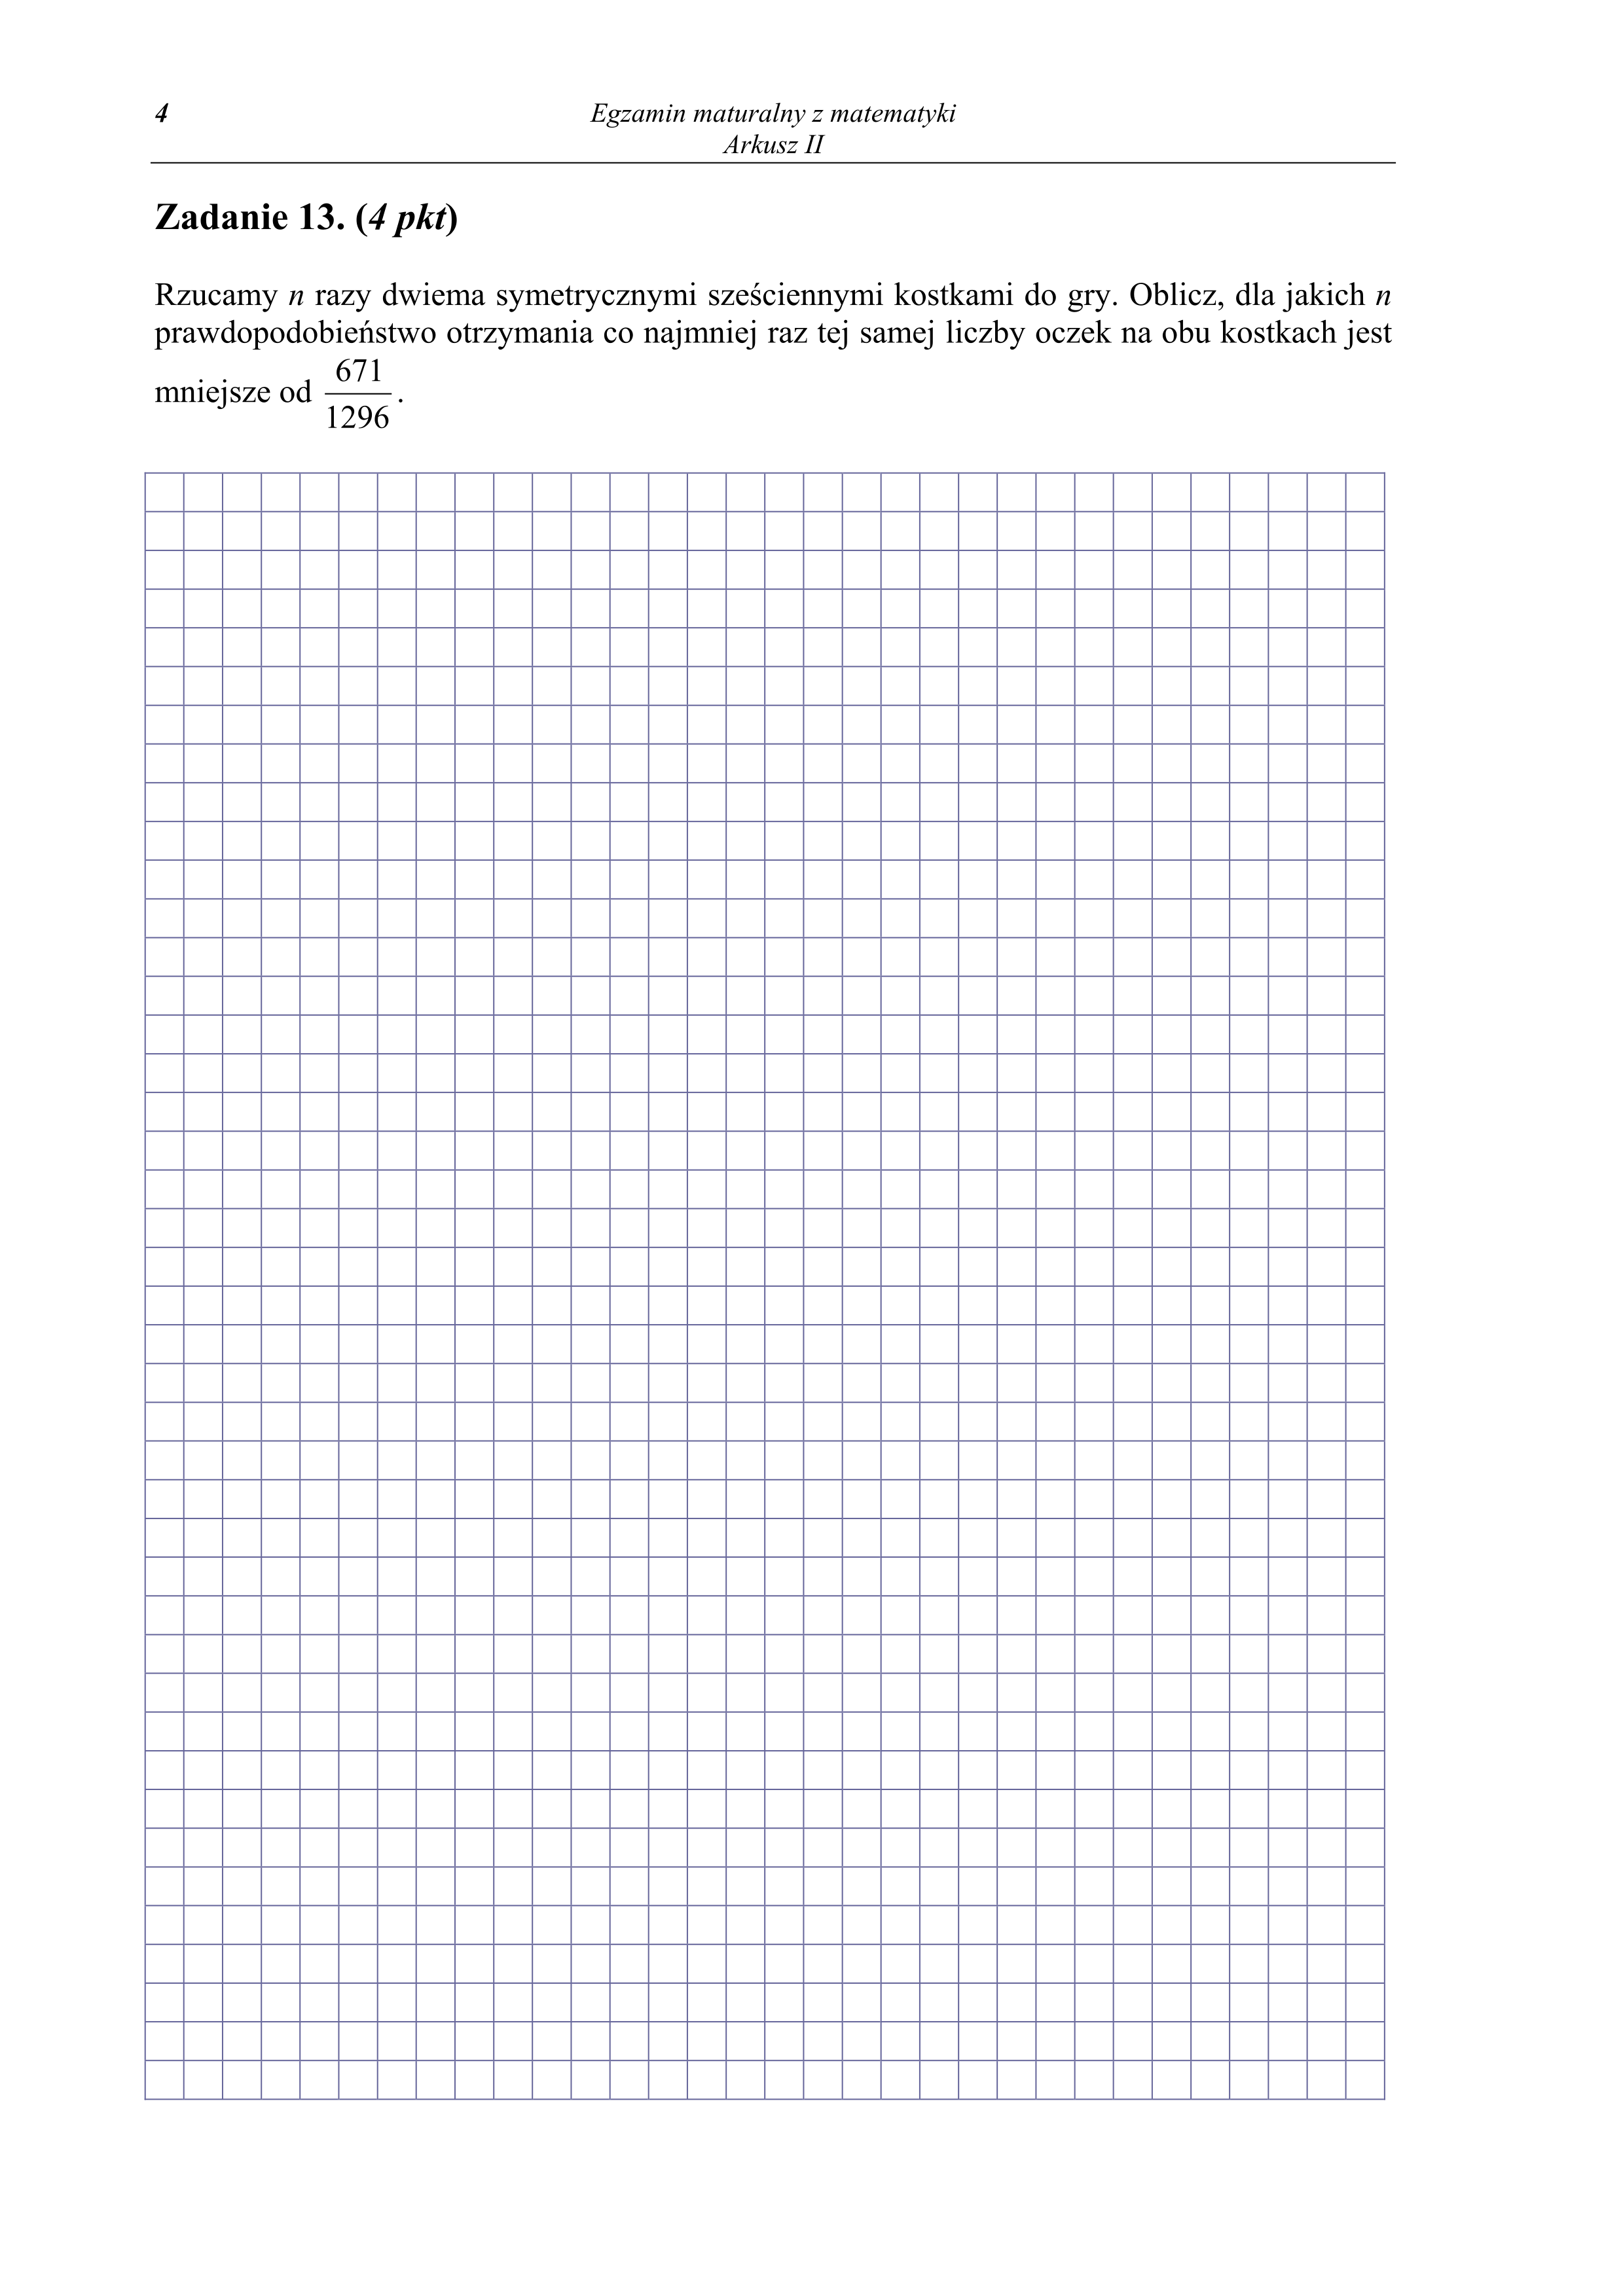 4
Egzamin maturalny z matematyki
Arkusz II
Zadanie 13. (4 pkt)
Rzucamy n razy dwiema symetrycznymi sześciennymi kostkami do gry. Oblicz, dla jakich n
prawdopodobieństwo otrzymania co najmniej raz tej samej liczby oczek na obu kostkach jest
mniejsze od 671/1296.